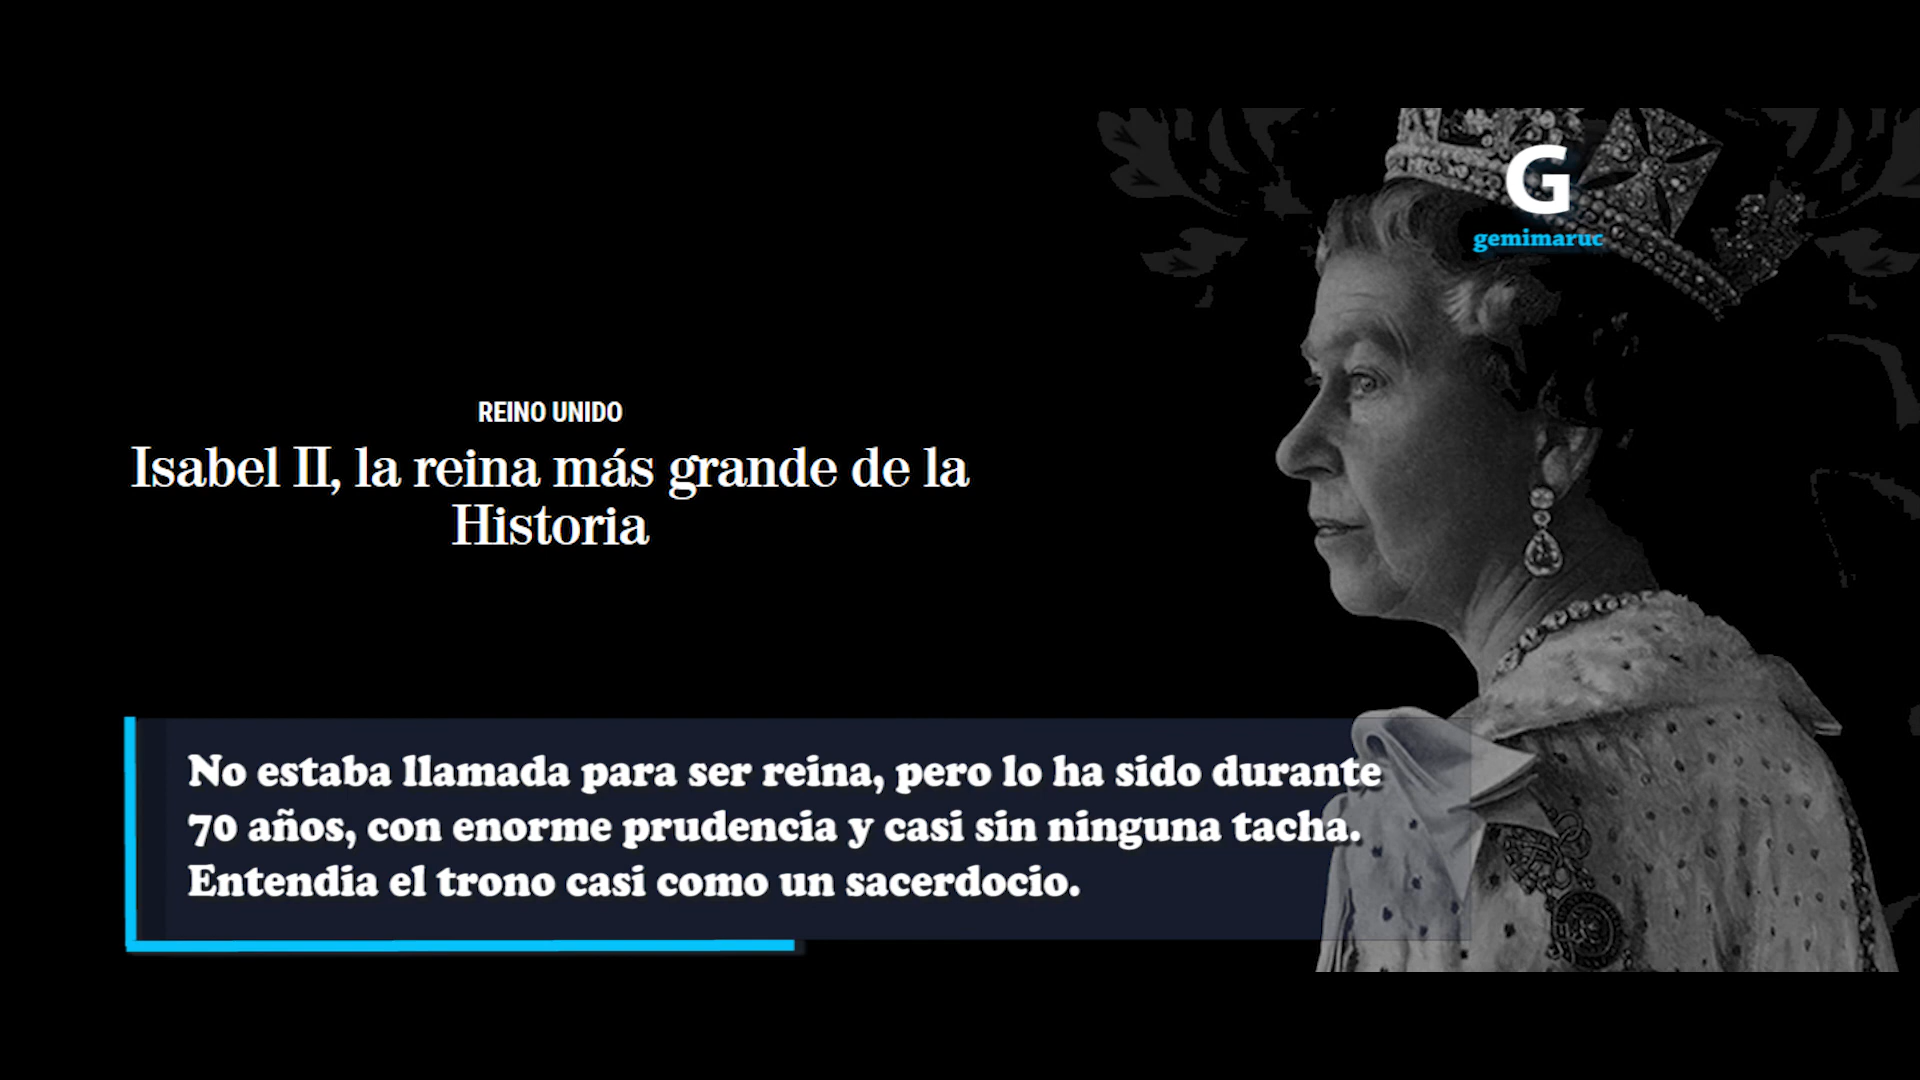 G
gemimaruc
REINO UNIDO
Isabel II, la reina más grande de la
Historia
No estaba llamada para ser reina, pero lo ha sido durante
70 años, con enorme prudencia y casi sin ninguna tacha.
Entendia el trono casi como un sacerdocio.